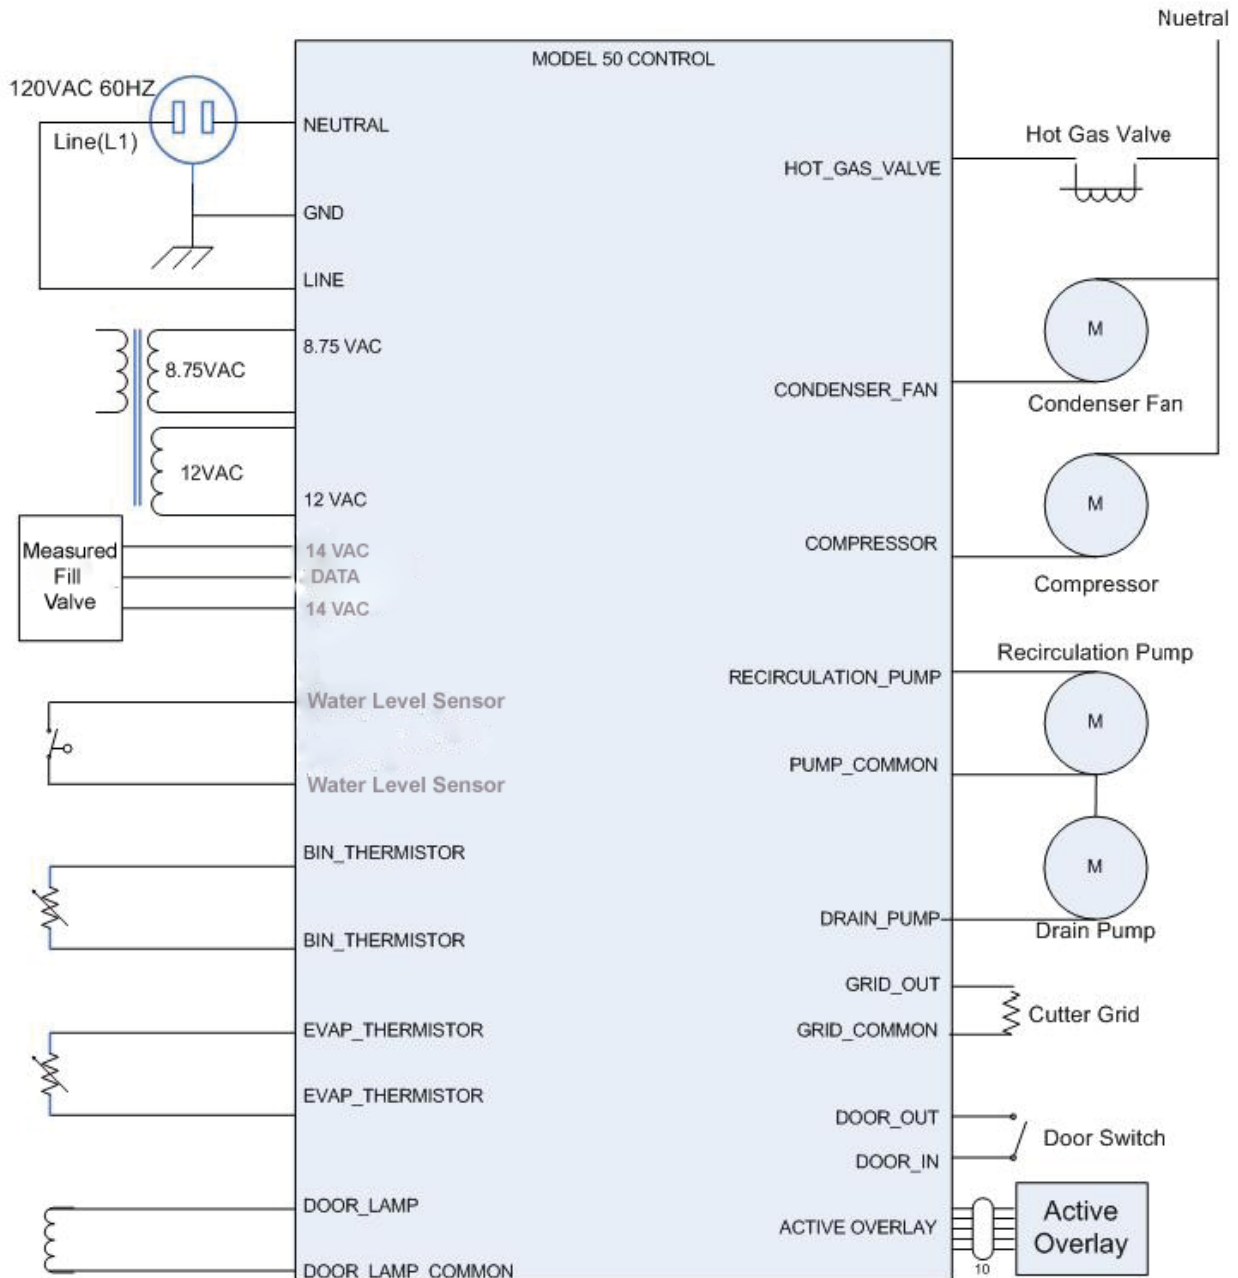 Nuetral
MODEL 50 CONTROL
120VAC 60HZ
Line(L1)
NEUTRAL
GND
LINE
8.75VAC
8.75 VAC
12VAC
12 VAC
Measured
Fill
Valve
14 VAC
DATA
14 VAC
Water Level Sensor
Water Level Sensor
BIN_THERMISTOR
BIN_THERMISTOR
EVAP_THERMISTOR
EVAP_THERMISTOR
DOOR_LAMP
DOOR_LAMP_COMMON
HOT_GAS_VALVE
Hot Gas Valve
M
CONDENSER_FAN
Condenser Fan
M
COMPRESSOR
Compressor
Recirculation Pump
RECIRCULATION_PUMP
M
PUMP_COMMON
M
DRAIN_PUMP
Drain Pump
GRID_OUT
Cutter Grid
GRID_COMMON
DOOR_OUT
Door Switch
DOOR_IN
ACTIVE OVERLAY
10
Active
Overlay